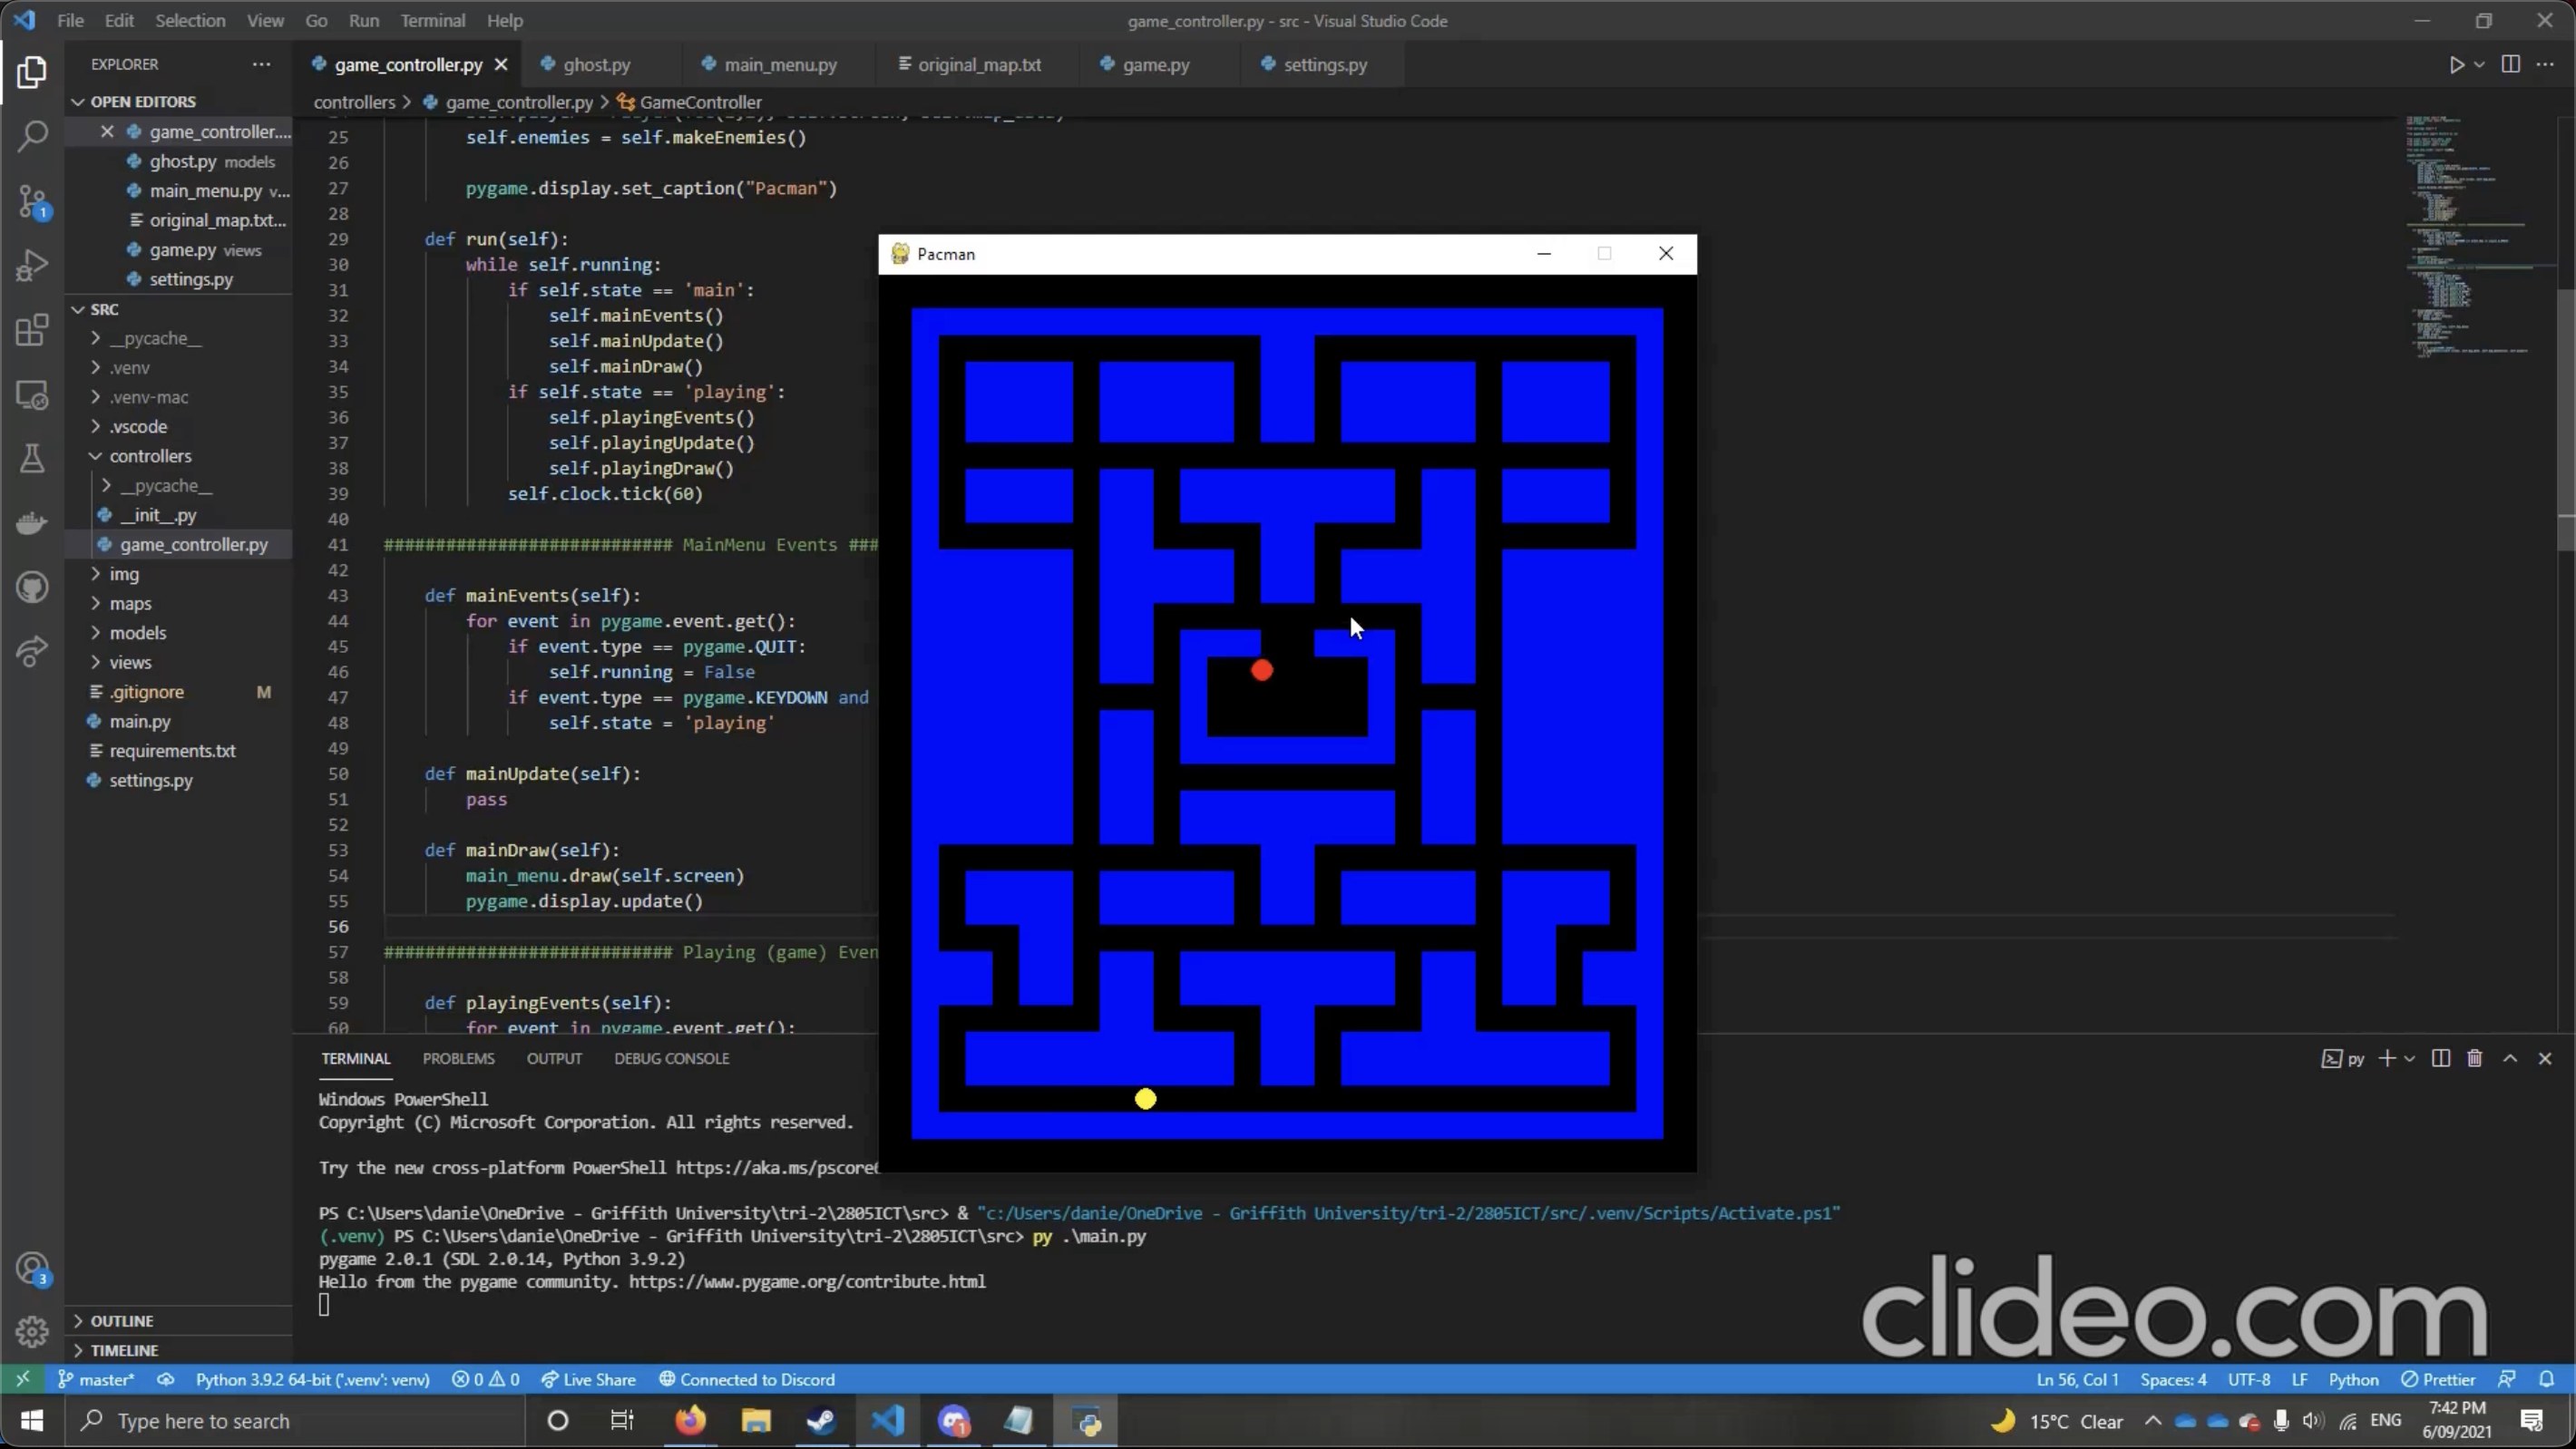 File Edit Selection View Go Run Terminal Help
game_controller.py - src - Visual Studio Code
EXPLORER
game_controller.py
ghost.py
main_menu.py
original_map.txt
game.py
settings.py
OPEN EDITORS
controllers > game_controller.py > GameController
game_controller....
ghost.py models
main_menu.py v...
original_map.txt...
game.py views
settings.py
SRC
__pycache__
.venv
.venv-mac
.vscode
controllers
__pycache__
__init__.py
game_controller.py
img
maps
models
views
.gitignore M
main.py
requirements.txt
settings.py
OUTLINE
TIMELINE
25 self.enemies = self.makeEnemies()
26
27 pygame.display.set_caption("Pacman")
28
29 def run(self):
30 while self.running:
31 if self.state == 'main':
32 self.mainEvents()
33 self.mainUpdate()
34 self.mainDraw()
35 if self.state == 'playing':
36 self.playingEvents()
37 self.playingUpdate()
38 self.playingDraw()
39 self.clock.tick(60)
40
41 ############################ MainMenu Events ###
42
43 def mainEvents(self):
44 for event in pygame.event.get():
45 if event.type == pygame.QUIT:
46 self.running = False
47 if event.type == pygame.KEYDOWN and
48 self.state = 'playing'
49
50 def mainUpdate(self):
51 pass
52
53 def mainDraw(self):
54 main_menu.draw(self.screen)
55 pygame.display.update()
56
57 ############################ Playing (game) Even
58
59 def playingEvents(self):
60 for event in pygame.event.get():
Pacman
TERMINAL PROBLEMS OUTPUT DEBUG CONSOLE
py
Windows PowerShell
Copyright (C) Microsoft Corporation. All rights reserved.
Try the new cross-platform PowerShell https://aka.ms/pscore6
PS C:\Users\danie\OneDrive - Griffith University\tri-2\2805ICT\src> & "c:/Users/danie/OneDrive - Griffith University/tri-2/2805ICT/src/.venv/Scripts/Activate.ps1"
(.venv) PS C:\Users\danie\OneDrive - Griffith University\tri-2\2805ICT\src> py .\main.py
pygame 2.0.1 (SDL 2.0.14, Python 3.9.2)
Hello from the pygame community. https://www.pygame.org/contribute.html
clideo.com
master* Python 3.9.2 64-bit ('.venv': venv) 0 0 Live Share Connected to Discord
Ln 56, Col 1 Spaces: 4 UTF-8 LF Python Prettier
Type here to search
15°C Clear
ENG
7:42 PM
6/09/2021